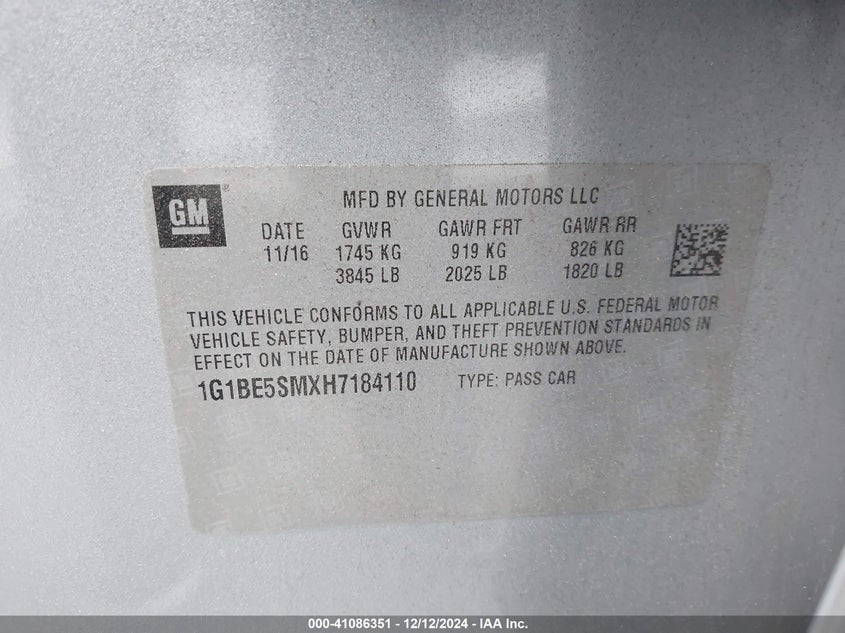 GM®
MFD BY GENERAL MOTORS LLC
DATE GVWR GAWR FRT GAWR RR
11/16 1745 KG 919 KG 826 KG
3845 LB 2025 LB 1820 LB
THIS VEHICLE CONFORMS TO ALL APPLICABLE U.S. FEDERAL MOTOR
VEHICLE SAFETY, BUMPER, AND THEFT PREVENTION STANDARDS IN
EFFECT ON THE DATE OF MANUFACTURE SHOWN ABOVE.
1G1BE5SMXH7184110 TYPE: PASS CAR
000-41086351 - 12/12/2024 - IAA Inc.